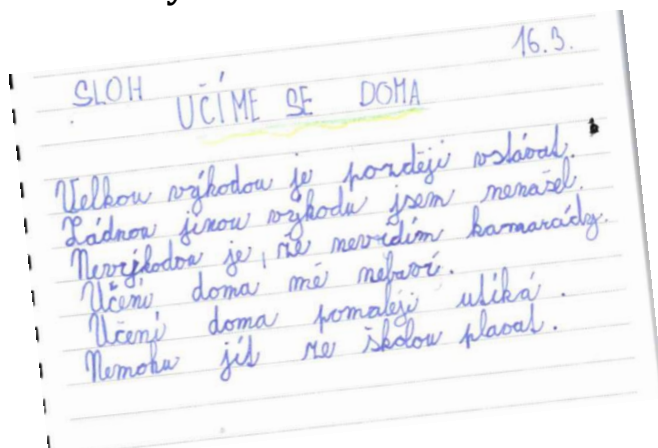 16.3.
SLOH
UČÍME SE DOMA
Velkou výhodou je později vstávat.
Žádnou jinou výhodu jsem nenašel.
Nevýhodou je, že nevidím kamarády.
Učení doma mě nebaví.
Učení doma pomaleji utíká.
Nemohu jít ze školou plavat.